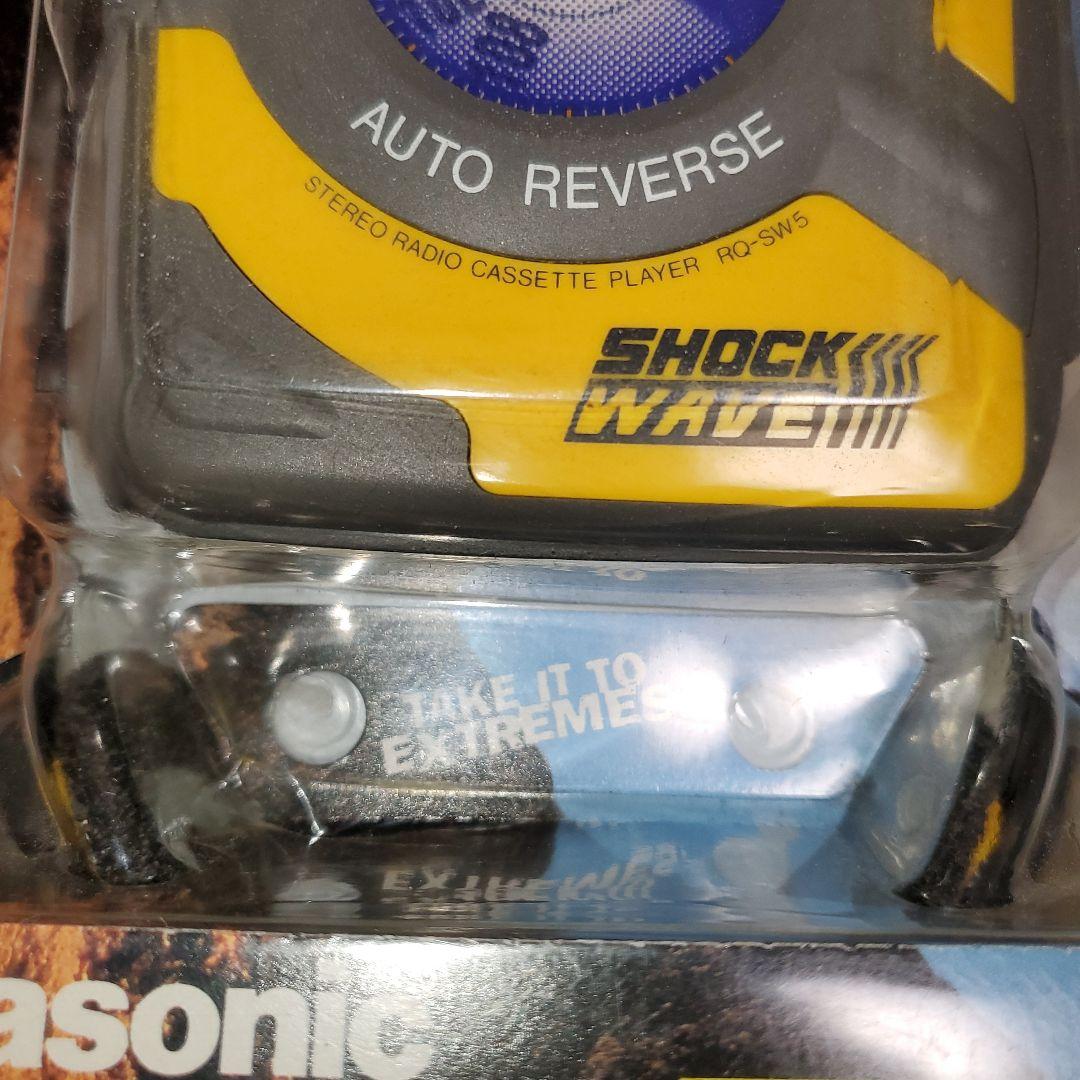 AUTO REVERSE
STEREO RADIO CASSETTE PLAYER RQ-SW5
SHOCK
WAVE
TAKE IT TO
EXTREMES
asonic